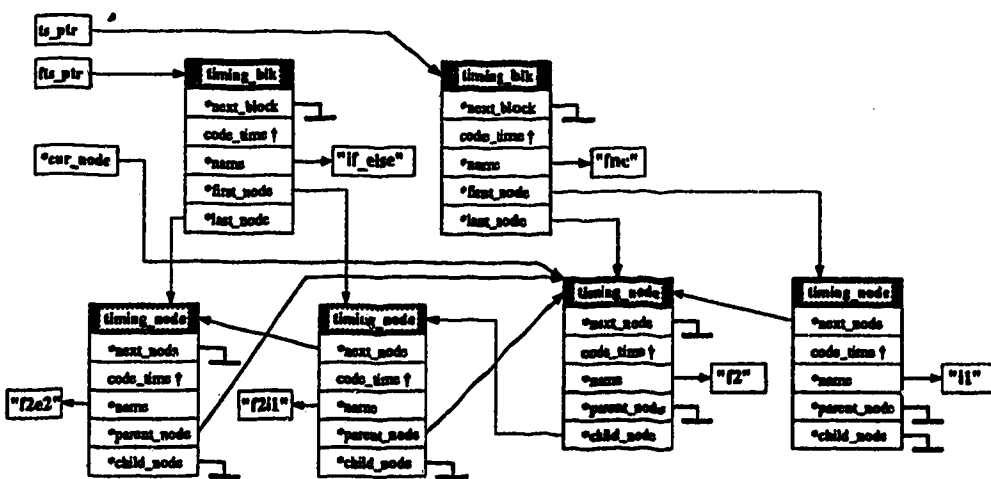 ts_ptr
fts_ptr
*cur_node
timing_blk
*next_block
code_time †
*name
*first_node
*last_node
"if_else"
timing_blk
*next_block
code_time †
*name
*first_node
*last_node
"fnc"
timing_node
*next_node
code_time †
*name
*parent_node
*child_node
"f2e2"
timing_node
*next_node
code_time †
*name
*parent_node
*child_node
"f2i1"
timing_node
*next_node
code_time †
*name
*parent_node
*child_node
"f2"
timing_node
*next_node
code_time †
*name
*parent_node
*child_node
"i1"